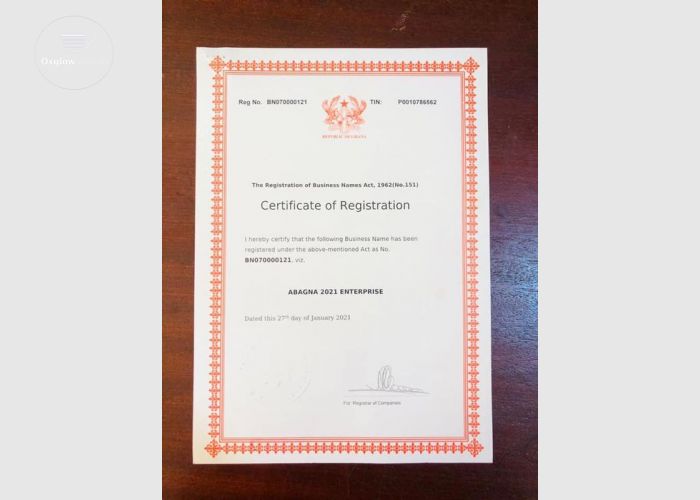 Oxglow
Reg No. BN070000121 TIN: P0010786662
REPUBLIC OF GHANA
The Registration of Business Names Act, 1962(No.151)
Certificate of Registration
I hereby certify that the following Business Name has been
registered under the above-mentioned Act as No.
BN070000121, viz.
ABAGNA 2021 ENTERPRISE
Dated this 27th day of January 2021
For: Registrar of Companies